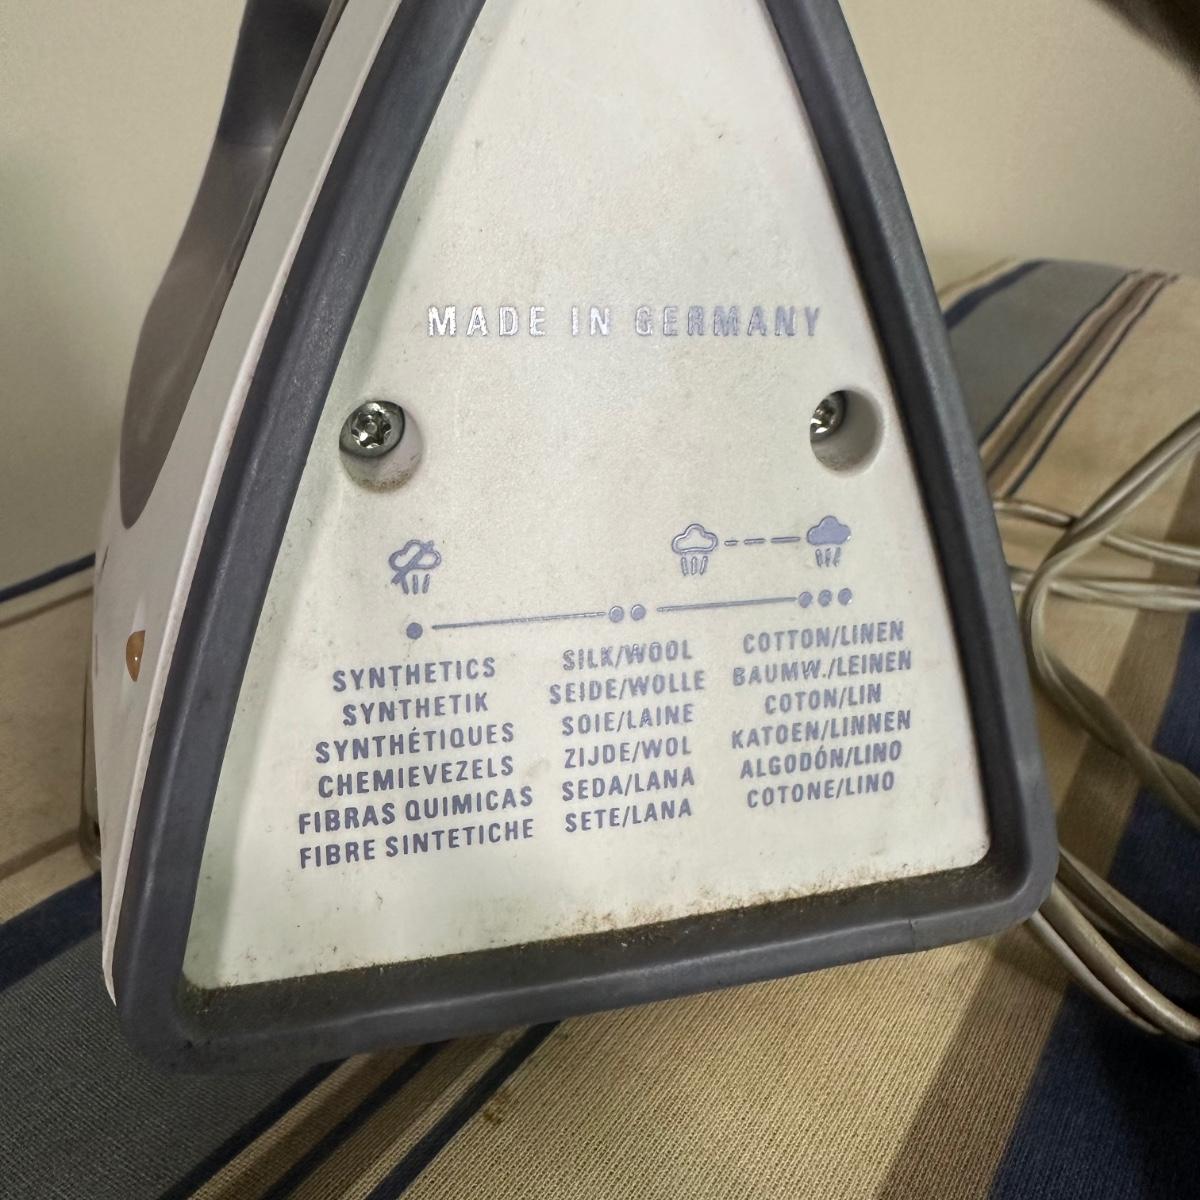 MADE IN GERMANY
SYNTHETICS
SYNTHETIK
SYNTHÉTIQUES
CHEMIEVEZELS
FIBRAS QUIMICAS
FIBRE SINTETICHE
SILK/WOOL
SEIDE/WOLLE
SOIE/LAINE
ZIJDE/WOL
SEDA/LANA
SETE/LANA
COTTON/LINEN
BAUMW./LEINEN
COTON/LIN
KATOEN/LINNEN
ALGODÓN/LINO
COTONE/LINO